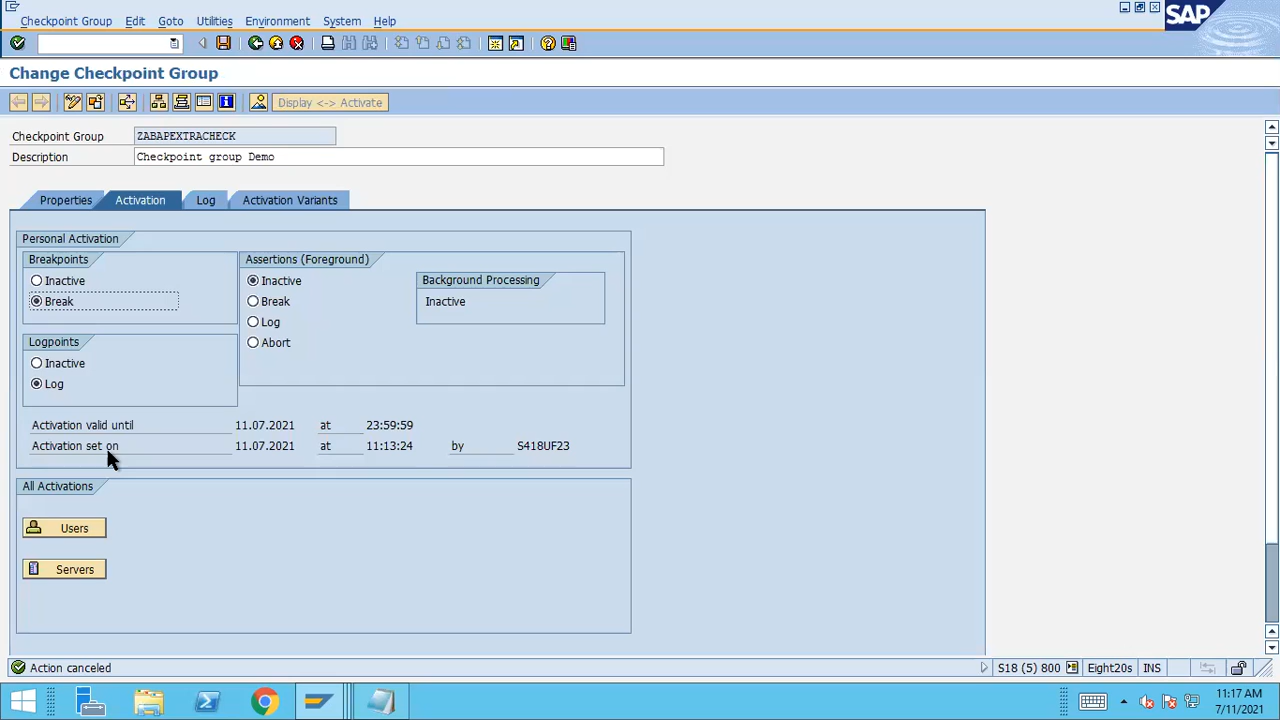 Checkpoint Group Edit Goto Utilities Environment System Help
SAP
Change Checkpoint Group
Display <-> Activate
Checkpoint Group ZABAPEXTRACHECK
Description Checkpoint group Demo
Properties Activation Log Activation Variants
Personal Activation
Breakpoints Assertions (Foreground)
Inactive Inactive Background Processing
Break Break Inactive
Log
Logpoints Abort
Inactive
Log
Activation valid until 11.07.2021 at 23:59:59
Activation set on 11.07.2021 at 11:13:24 by S418UF23
All Activations
Users
Servers
Action canceled S18 (5) 800 Eight20s INS
11:17 AM
7/11/2021